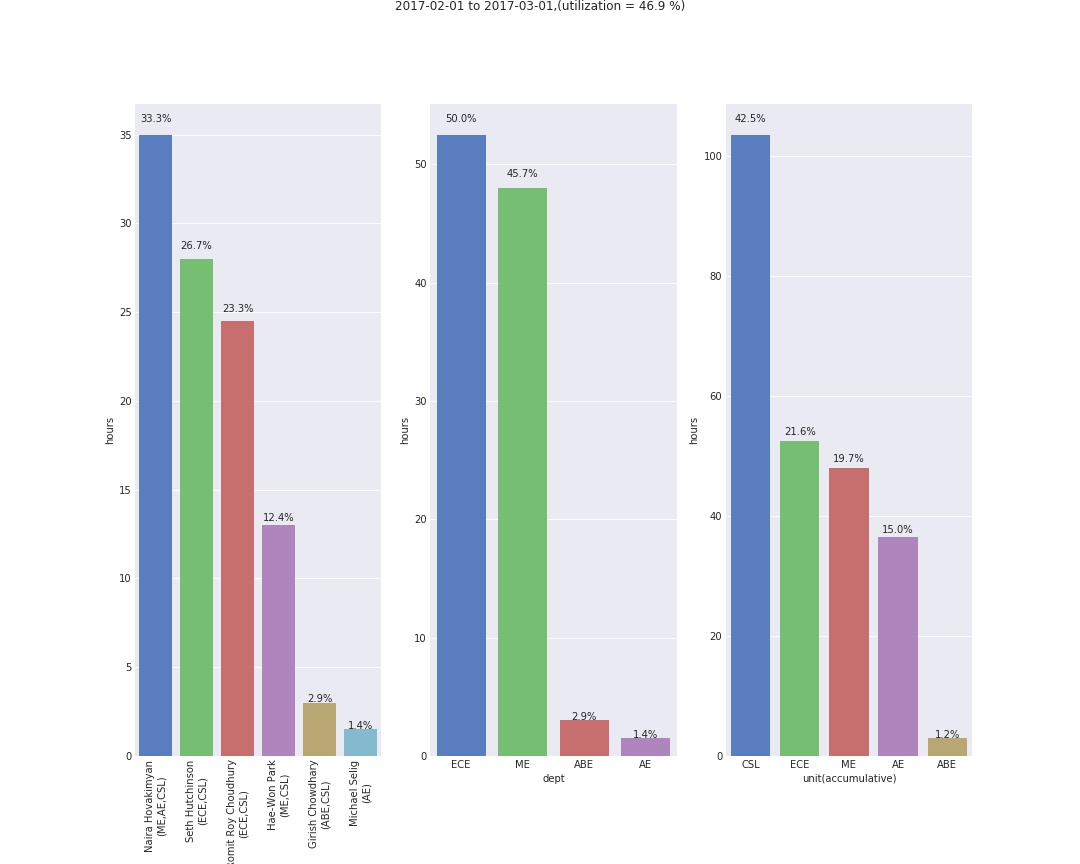 2017-02-01 to 2017-03-01,(utilization = 46.9 %)
33.3%
26.7%
23.3%
12.4%
2.9%
1.4%
35
30
25
20
15
10
5
0
hours
Naira Hovakimyan
(ME,AE,CSL)
Seth Hutchinson
(ECE,CSL)
Roy Choudhury
(ECE,CSL)
Hae-Won Park
(ME,CSL)
Girish Chowdhary
(ABE,CSL)
Michael Selig
(AE)
50.0%
45.7%
2.9%
1.4%
50
40
30
20
10
0
hours
ECE
ME
ABE
AE
dept
42.5%
21.6%
19.7%
15.0%
1.2%
100
80
60
40
20
0
hours
CSL
ECE
ME
AE
ABE
unit(accumulative)